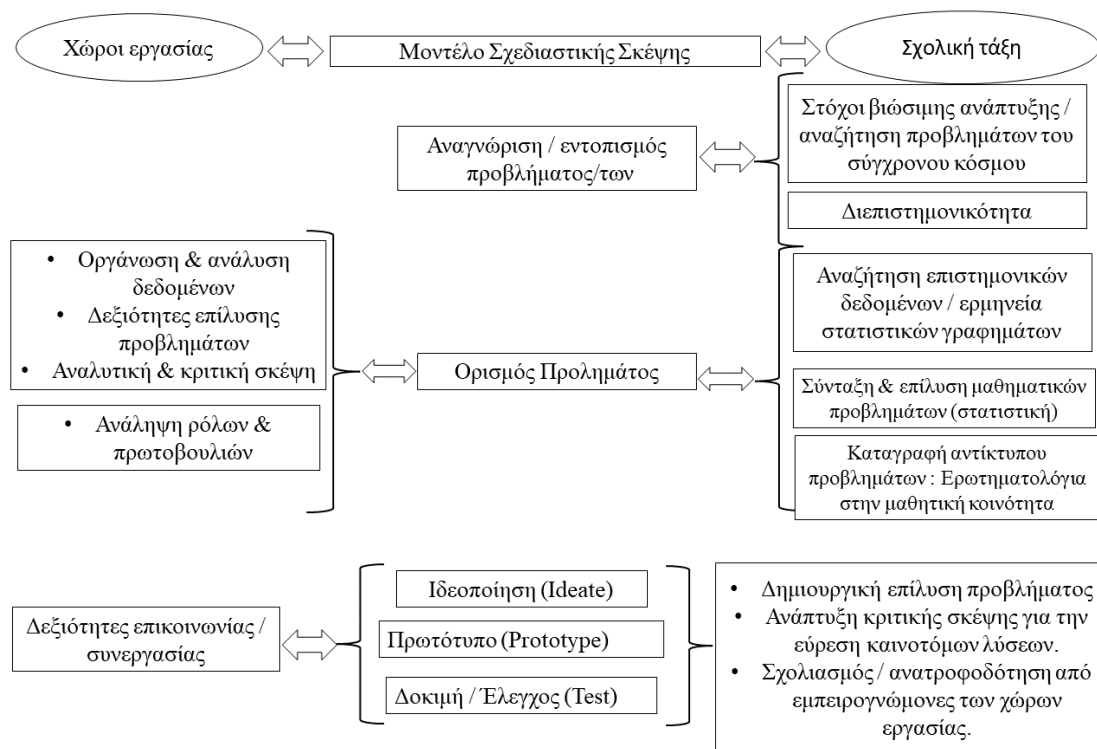 Χώροι εργασίας
Μοντέλο Σχεδιαστικής Σκέψης
Σχολική τάξη
Αναγνώριση / εντοπισμός
προβλήματος/των
Στόχοι βιώσιμης ανάπτυξης /
αναζήτηση προβλημάτων του
σύγχρονου κόσμου
Διεπιστημονικότητα
• Οργάνωση & ανάλυση
δεδομένων
• Δεξιότητες επίλυσης
προβλημάτων
• Αναλυτική & κριτική σκέψη
• Ανάληψη ρόλων &
πρωτοβουλιών
Ορισμός Προλημάτος
Αναζήτηση επιστημονικών
δεδομένων / ερμηνεία
στατιστικών γραφημάτων
Σύνταξη & επίλυση μαθηματικών
προβλημάτων (στατιστική)
Καταγραφή αντίκτυπου
προβλημάτων : Ερωτηματολόγια
στην μαθητική κοινότητα
Δεξιότητες επικοινωνίας /
συνεργασίας
Ιδεοποίηση (Ideate)
Πρωτότυπο (Prototype)
Δοκιμή / Έλεγχος (Test)
• Δημιουργική επίλυση προβλήματος
• Ανάπτυξη κριτικής σκέψης για την
εύρεση καινοτόμων λύσεων.
• Σχολιασμός / ανατροφοδότηση από
εμπειρογνώμονες των χώρων
εργασίας.